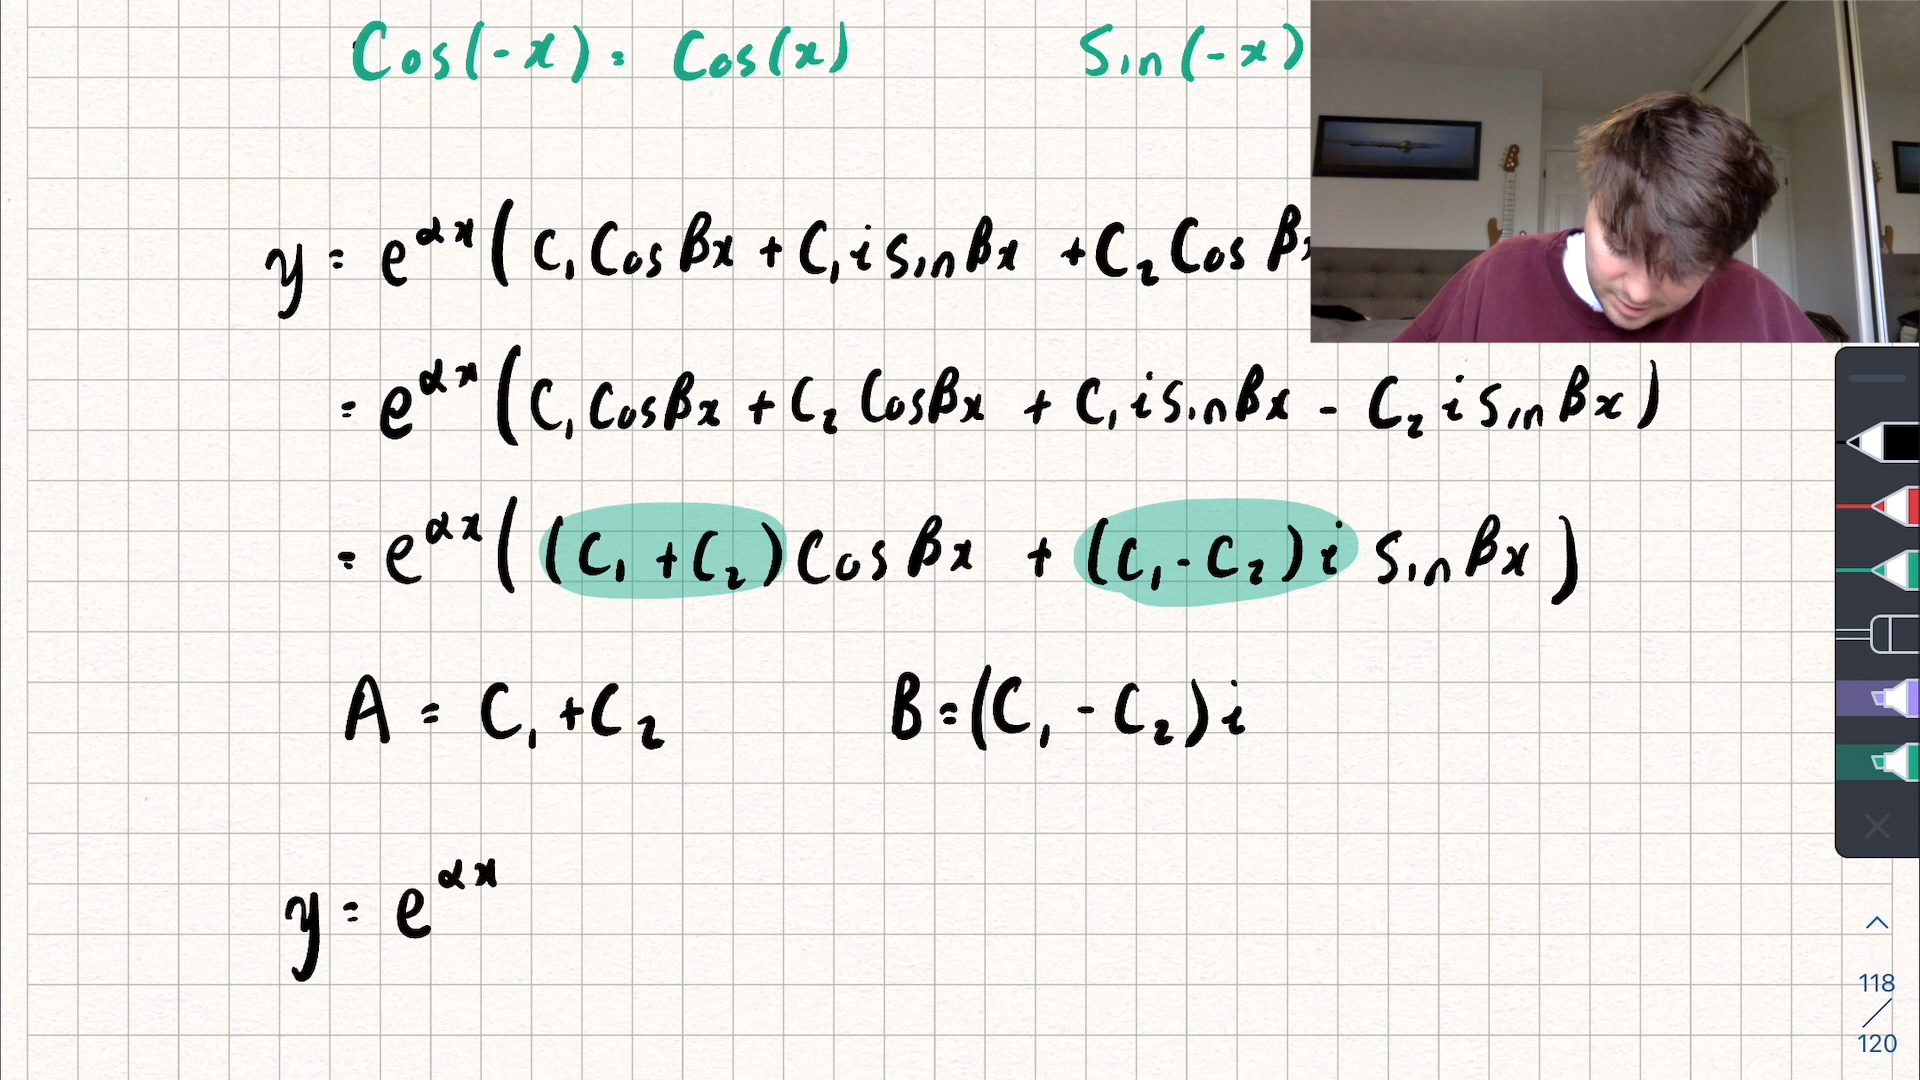 Cos(-x) = Cos(x) Sin(-x)
y = e^αx ( C₁ Cos βx + C₁ i Sin βx + C₂ Cos βx
= e^αx ( C₁ Cos βx + C₂ Cos βx + C₁ i Sin βx - C₂ i Sin βx )
= e^αx ( (C₁ + C₂) Cos βx + (C₁ - C₂) i Sin βx )
A = C₁ + C₂ B = (C₁ - C₂) i
y = e^αx
118
/
120